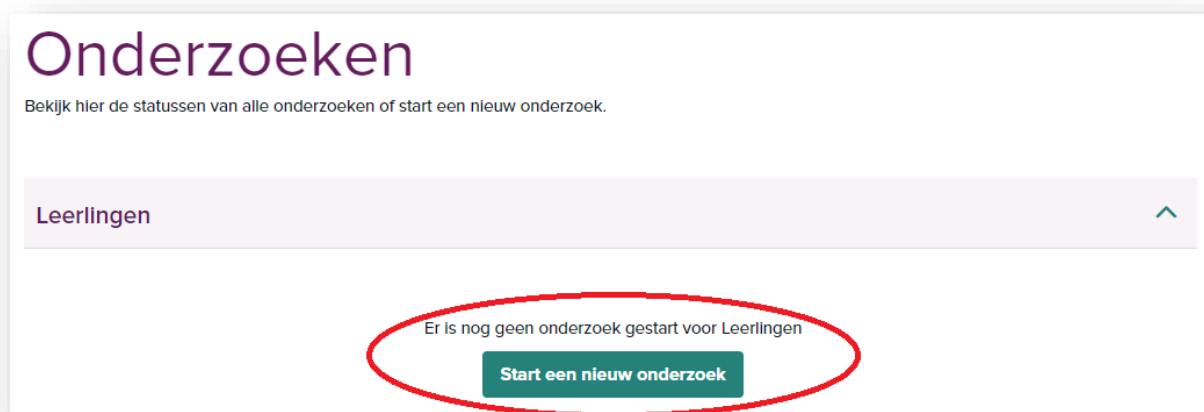 Onderzoeken
Bekijk hier de statussen van alle onderzoeken of start een nieuw onderzoek.
Leerlingen
Er is nog geen onderzoek gestart voor Leerlingen
Start een nieuw onderzoek